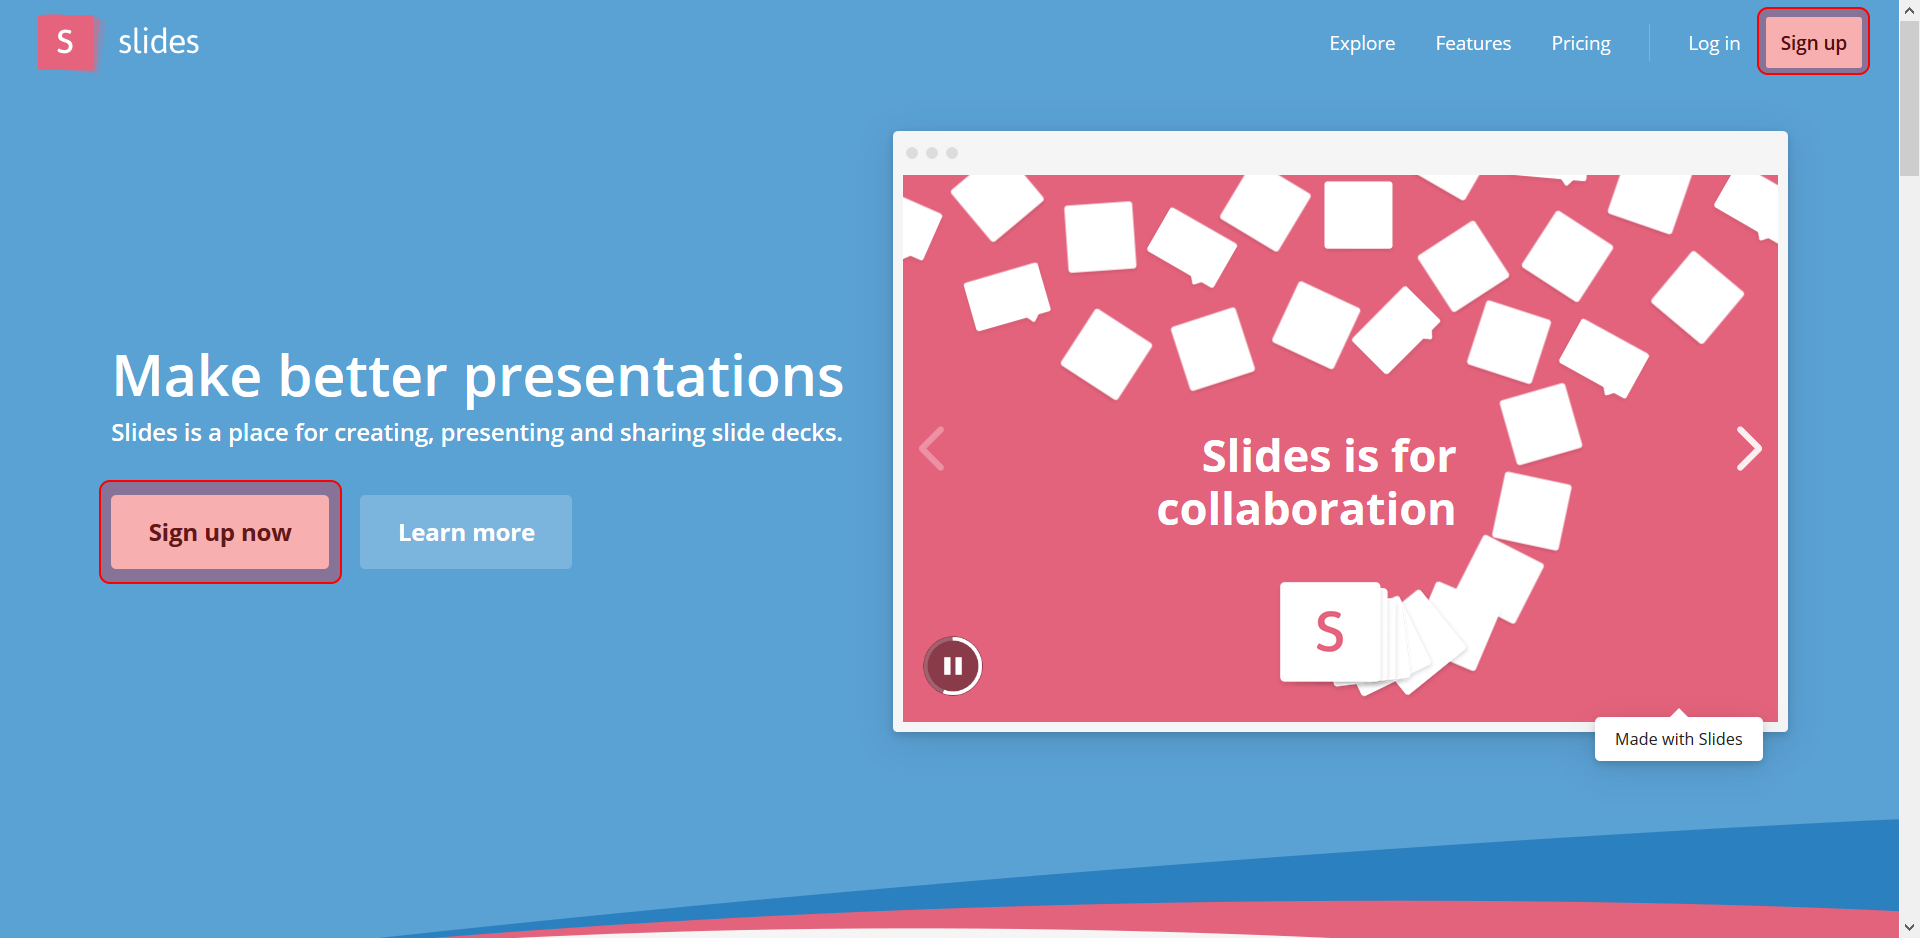 S slides
Explore Features Pricing Log in Sign up
Make better presentations
Slides is a place for creating, presenting and sharing slide decks.
Sign up now Learn more
Slides is for
collaboration
S
Made with Slides